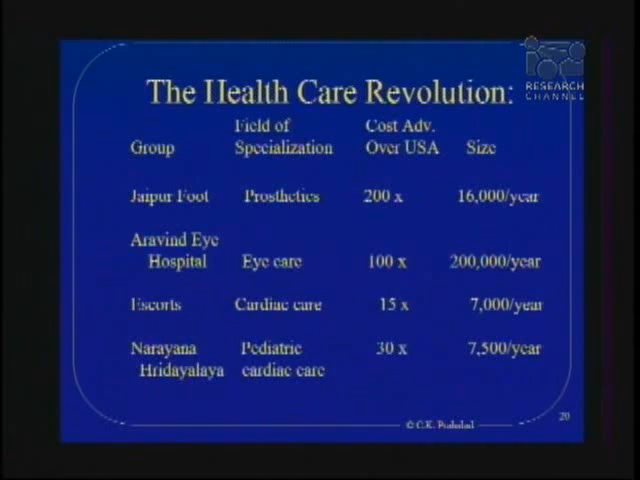 RESEARCH
CHANNEL
The Health Care Revolution:
Group Field of Specialization Cost Adv. Over USA Size
Jaipur Foot Prosthetics 200 x 16,000/year
Aravind Eye Hospital Eye care 100 x 200,000/year
Escorts Cardiac care 15 x 7,000/year
Narayana Hridayalaya Pediatric cardiac care 30 x 7,500/year
© C.K. Prahalad
20